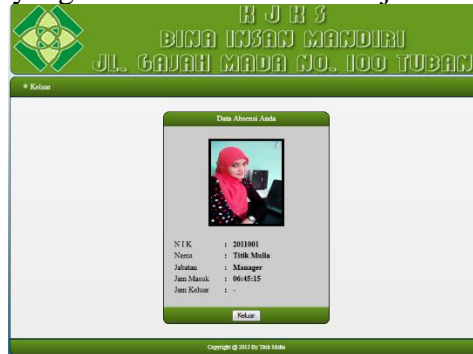 K J K S
BINA INSAN MANDIRI
JL. GAJAH MADA NO. 100 TUBAN
* Keluar
Data Absensi Anda
N I K : 2011001
Nama : Titik Mulia
Jabatan : Manager
Jam Masuk : 06:45:15
Jam Keluar : -
Keluar
Copyright @ 2013 By Titik Mulia